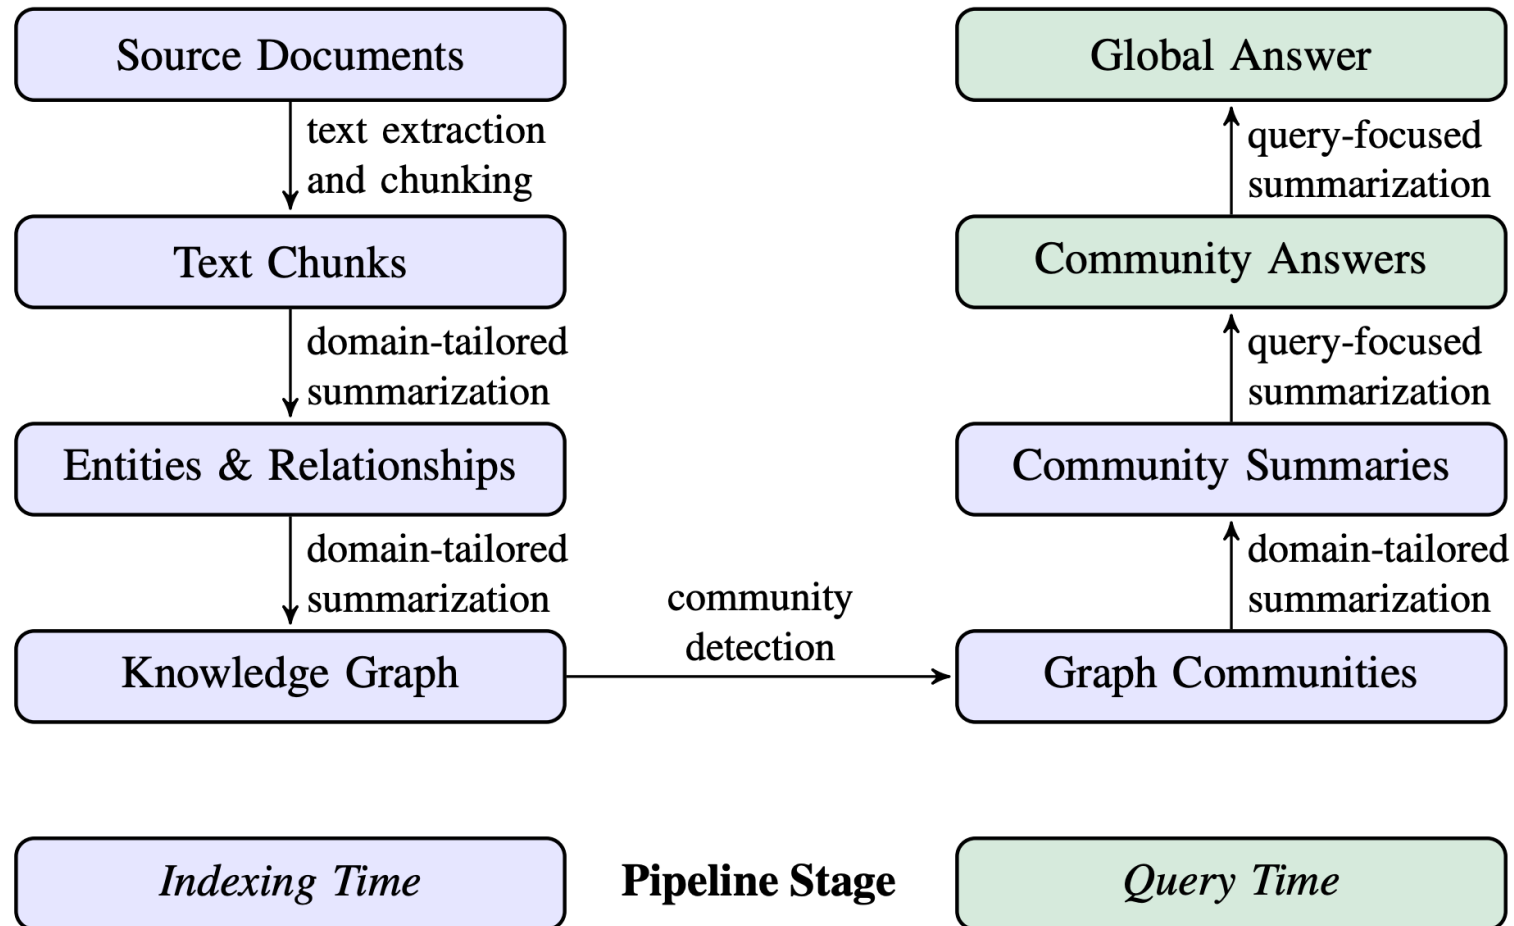 Source Documents
text extraction
and chunking
Text Chunks
domain-tailored
summarization
Entities & Relationships
domain-tailored
summarization
Knowledge Graph
community
detection
Global Answer
query-focused
summarization
Community Answers
query-focused
summarization
Community Summaries
domain-tailored
summarization
Graph Communities
Indexing Time
Pipeline Stage
Query Time